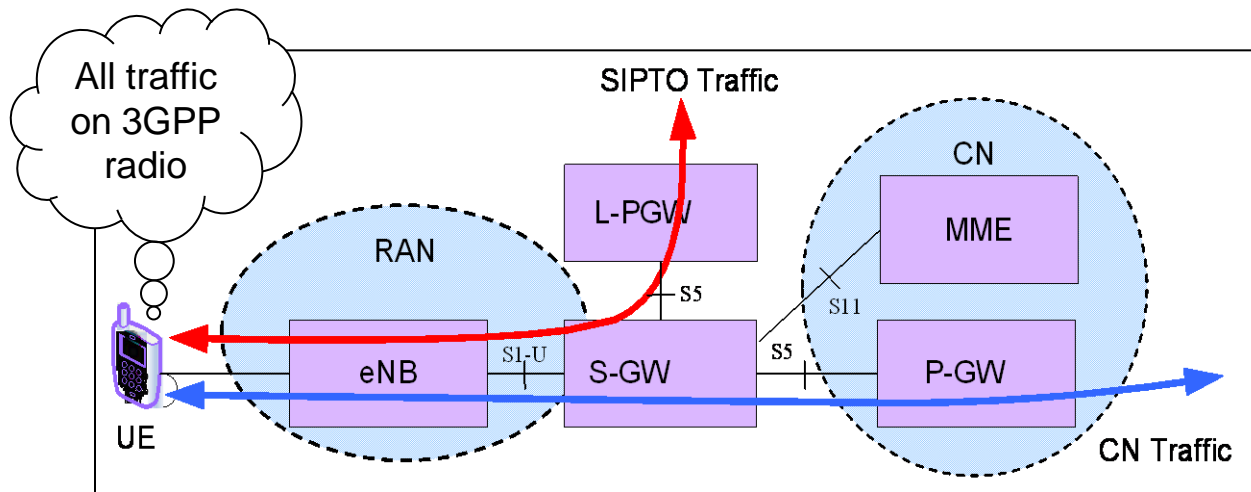 All traffic
on 3GPP
radio
SIPTO Traffic
CN
L-PGW
MME
RAN
S5
S11
S1-U
S5
eNB
S-GW
P-GW
UE
CN Traffic